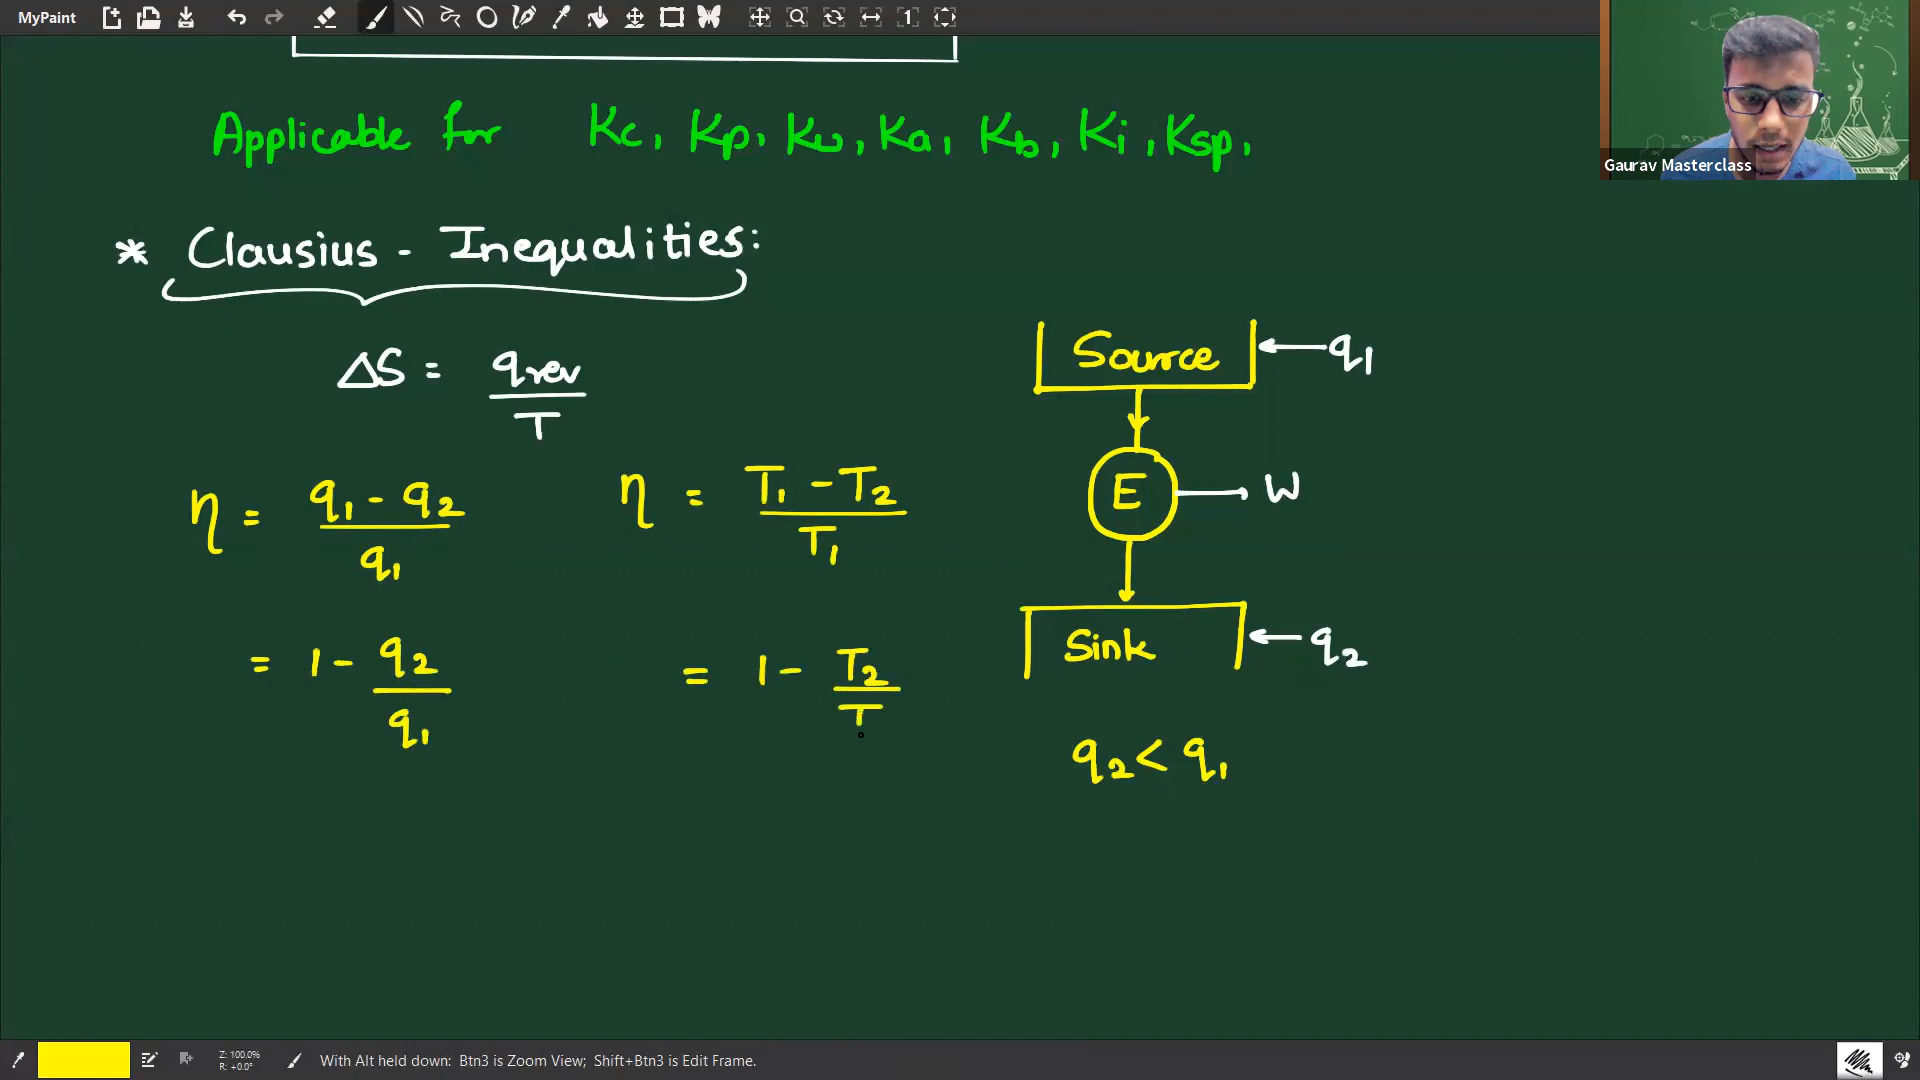 MyPaint
Gaurav Masterclass
Applicable for Kc, Kp, Kw, Ka, Kb, Ki, Ksp,
* Clausius - Inequalities:
ΔS = qrev / T
Source ← q1
η = q1 - q2 / q1
η = T1 - T2 / T1
E → W
= 1 - q2 / q1
= 1 - T2 / T
Sink ← q2
q2 < q1
Z: 100.0%
R: +0.0°
With Alt held down: Btn3 is Zoom View; Shift+Btn3 is Edit Frame.